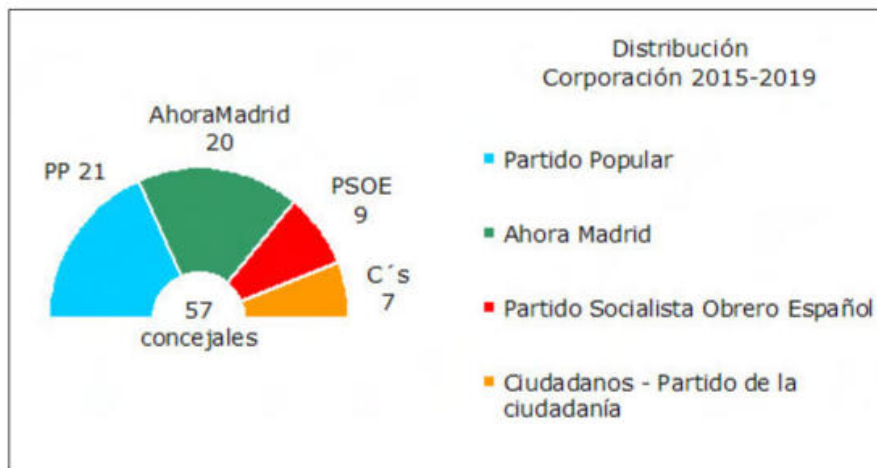 Distribución
Corporación 2015-2019
AhoraMadrid
20
PP 21
PSOE
9
C´s
7
57
concejales
Partido Popular
Ahora Madrid
Partido Socialista Obrero Español
Ciudadanos - Partido de la
ciudadanía